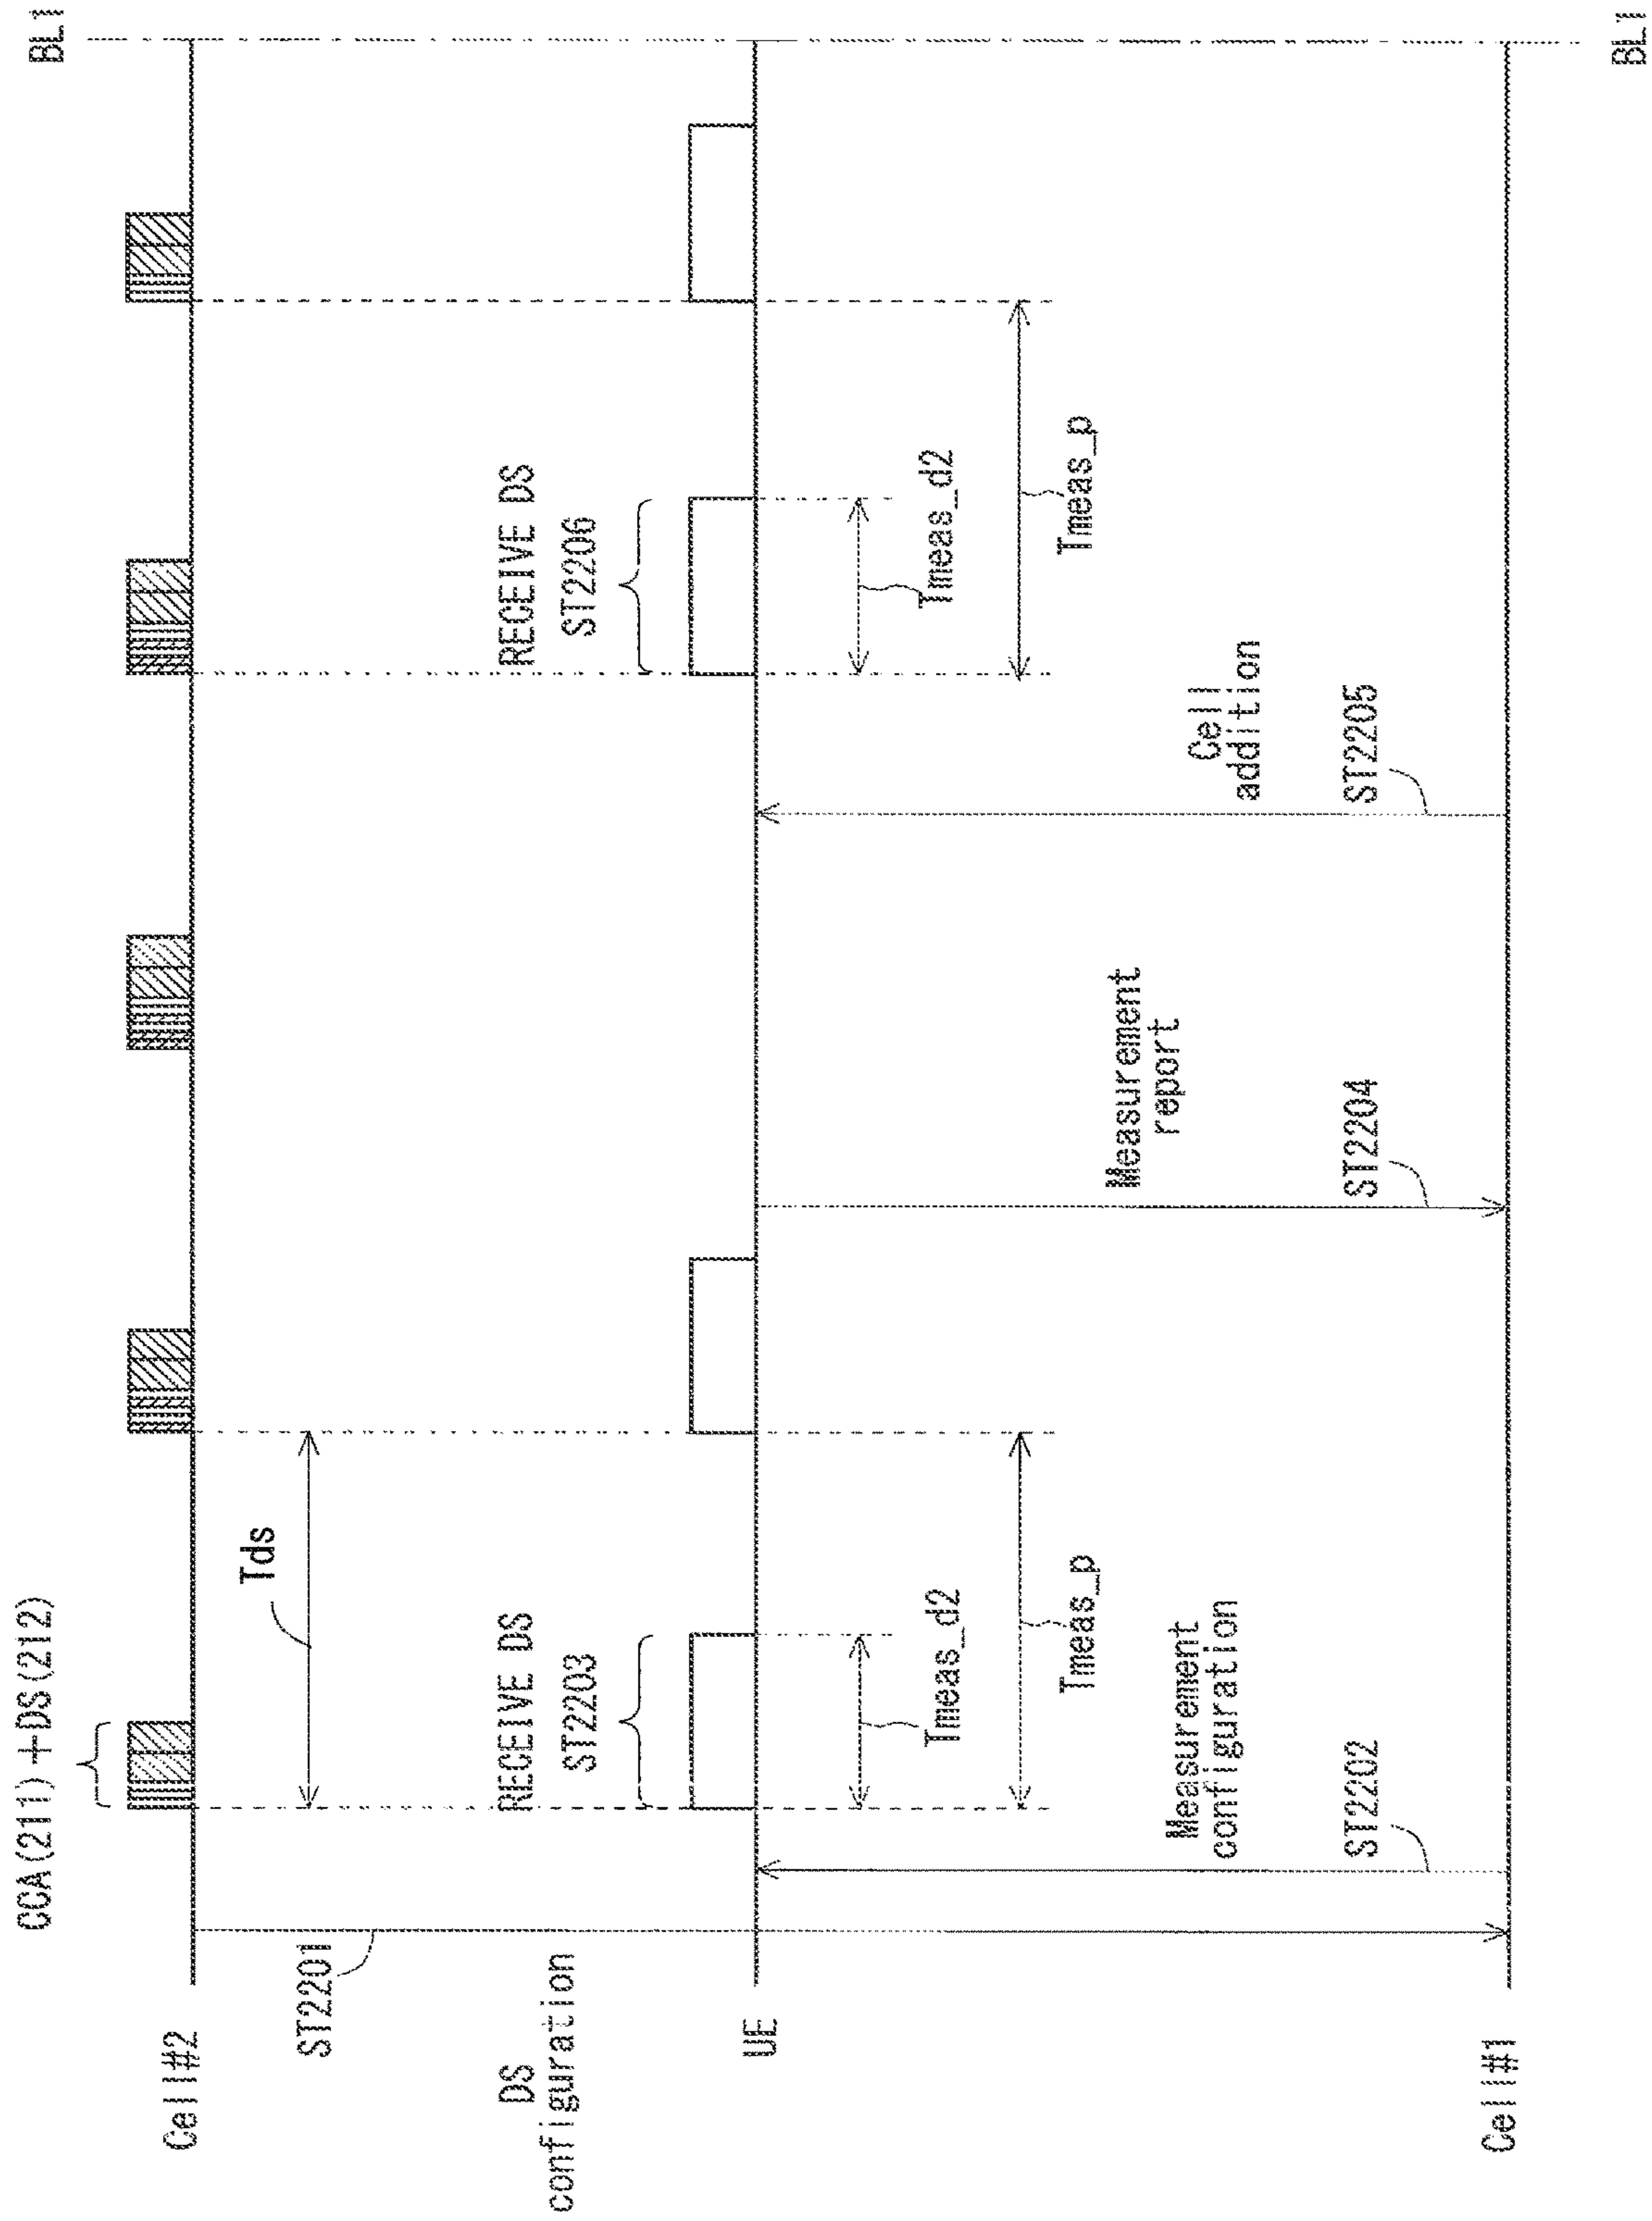 CCA(211)+DS(212)
BL1
Cell#2
ST2201
Tds
DS
configuration
RECEIVE DS
ST2203
RECEIVE DS
ST2206
UE
Tmeas_d2
Tmeas_d2
Tmeas_p
Tmeas_p
Measurement
configuration
ST2202
Measurement
report
ST2204
Cell
addition
ST2205
Cell#1
BL1